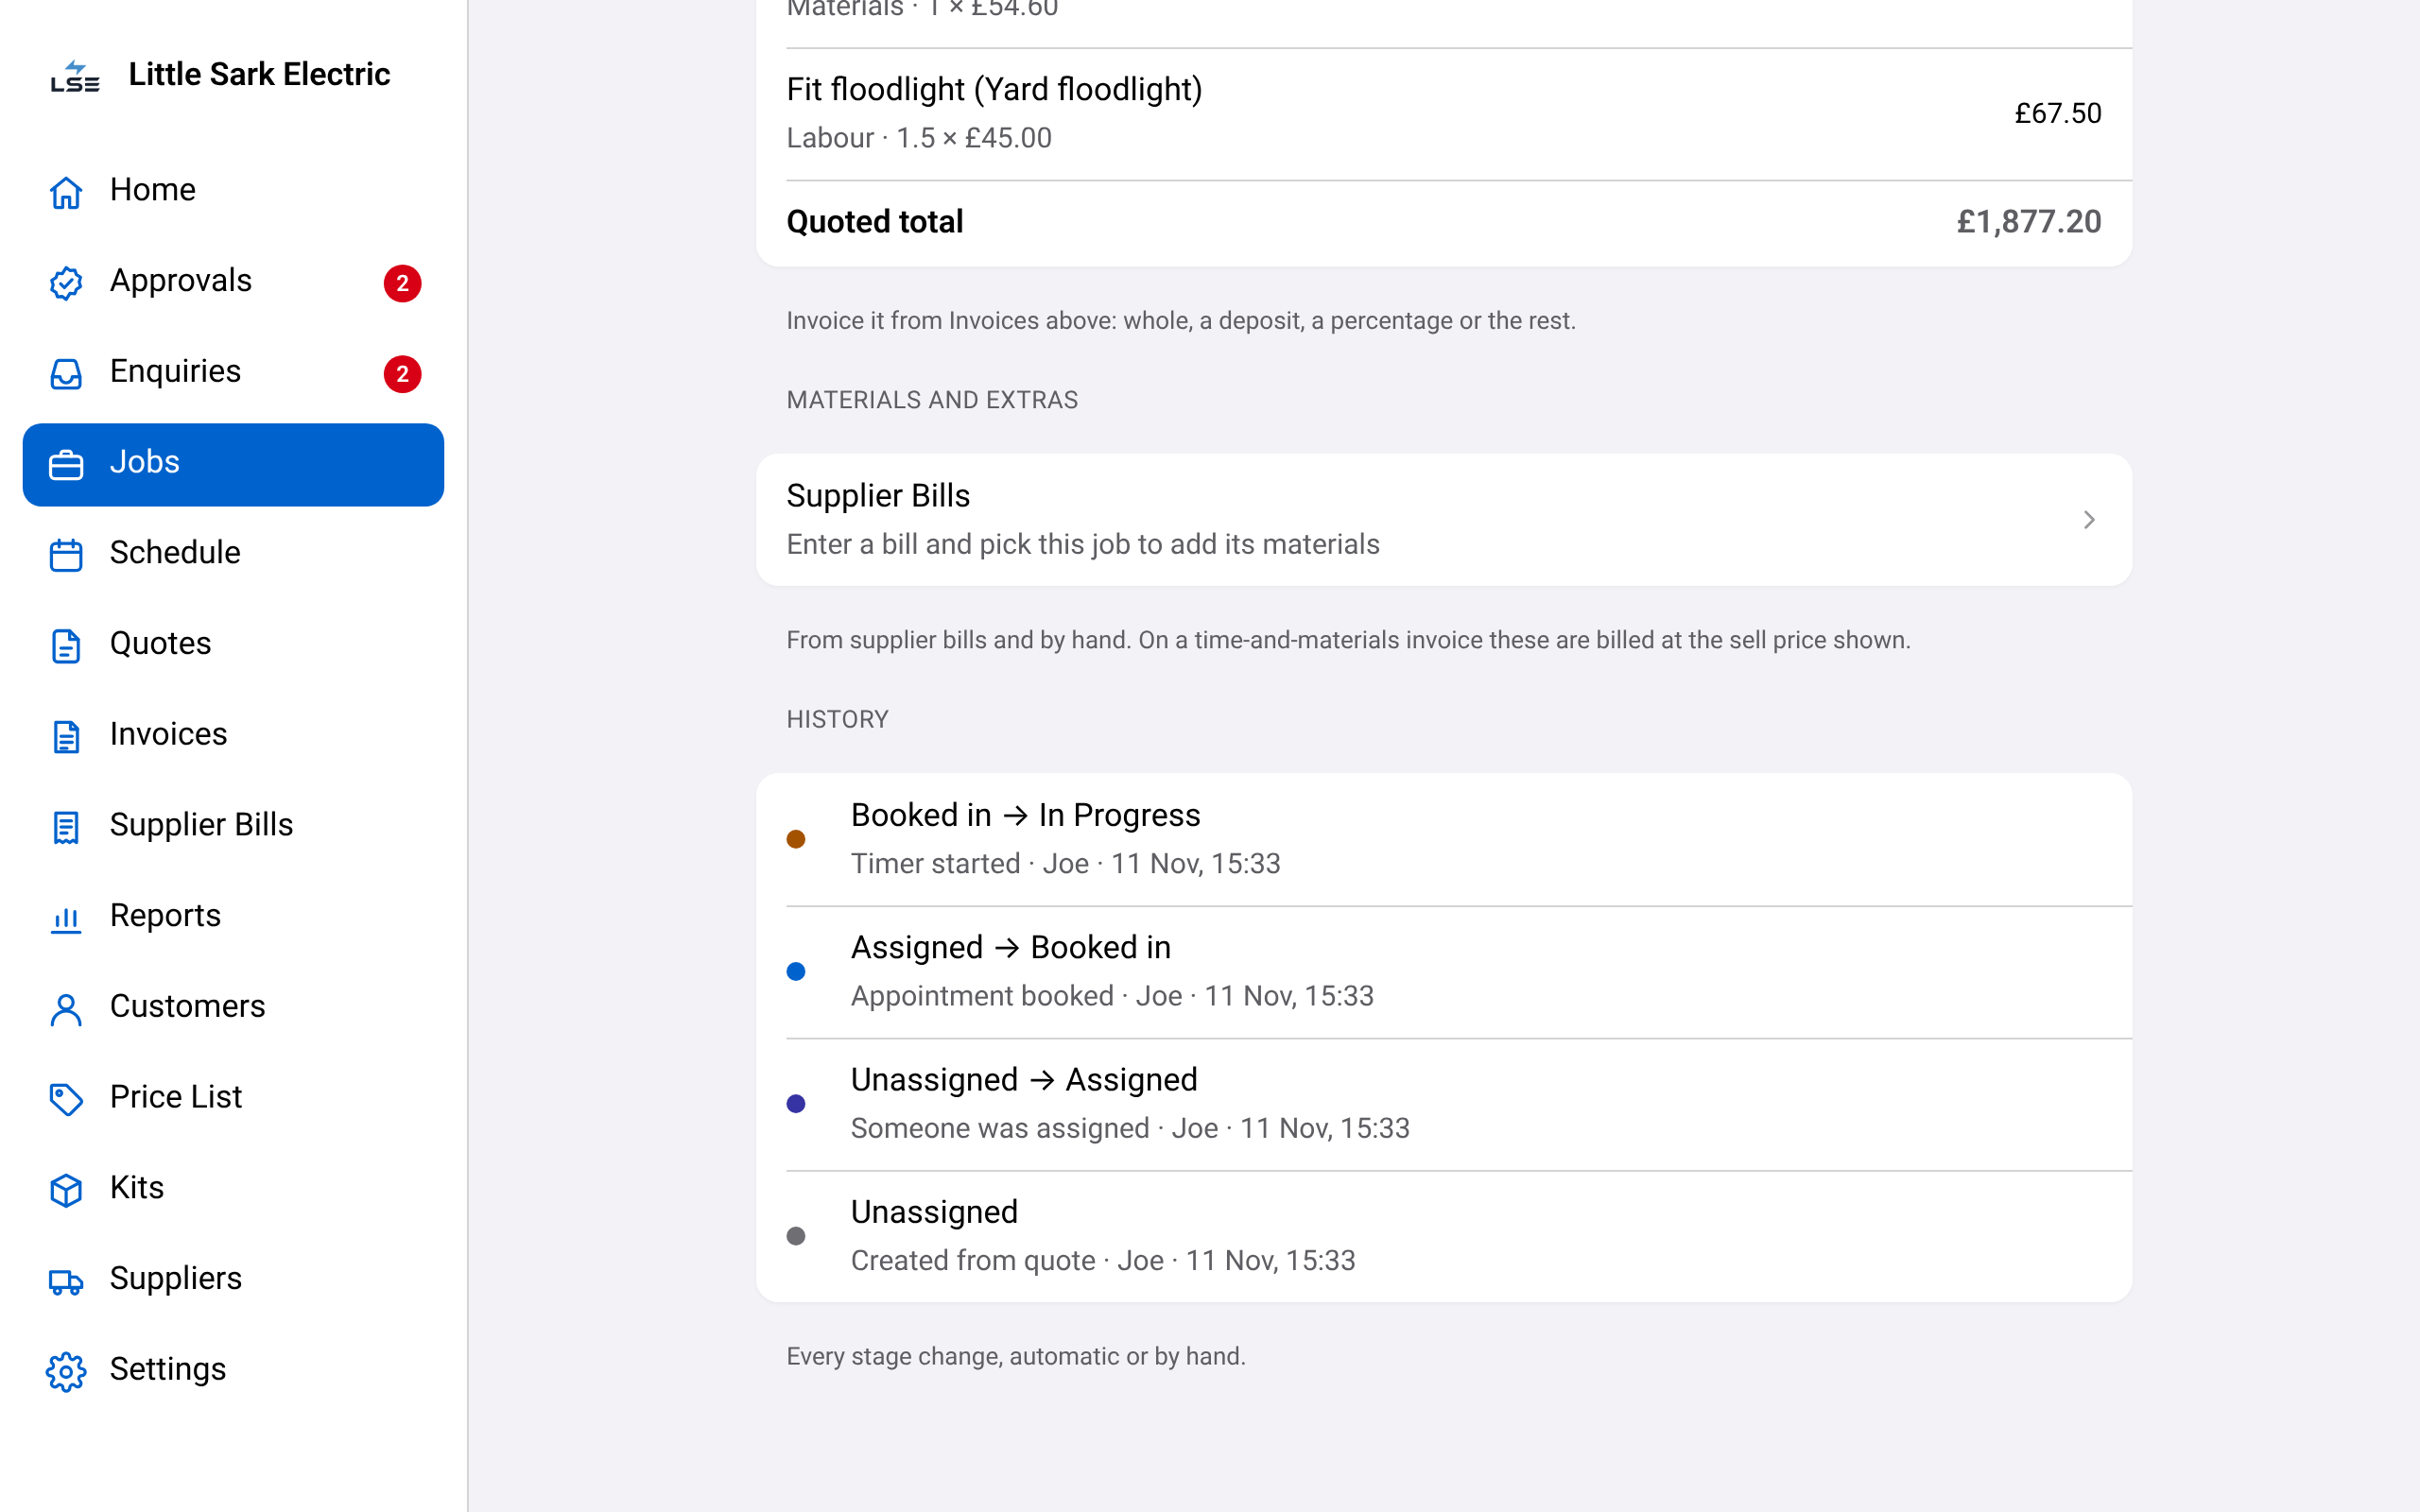 LSE
Little Sark Electric
Home
Approvals
2
Enquiries
2
Jobs
Schedule
Quotes
Invoices
Supplier Bills
Reports
Customers
Price List
Kits
Suppliers
Settings
Materials · 1 × £54.60
Fit floodlight (Yard floodlight)
£67.50
Labour · 1.5 × £45.00
Quoted total
£1,877.20
Invoice it from Invoices above: whole, a deposit, a percentage or the rest.
MATERIALS AND EXTRAS
Supplier Bills
Enter a bill and pick this job to add its materials
From supplier bills and by hand. On a time-and-materials invoice these are billed at the sell price shown.
HISTORY
Booked in → In Progress
Timer started · Joe · 11 Nov, 15:33
Assigned → Booked in
Appointment booked · Joe · 11 Nov, 15:33
Unassigned → Assigned
Someone was assigned · Joe · 11 Nov, 15:33
Unassigned
Created from quote · Joe · 11 Nov, 15:33
Every stage change, automatic or by hand.